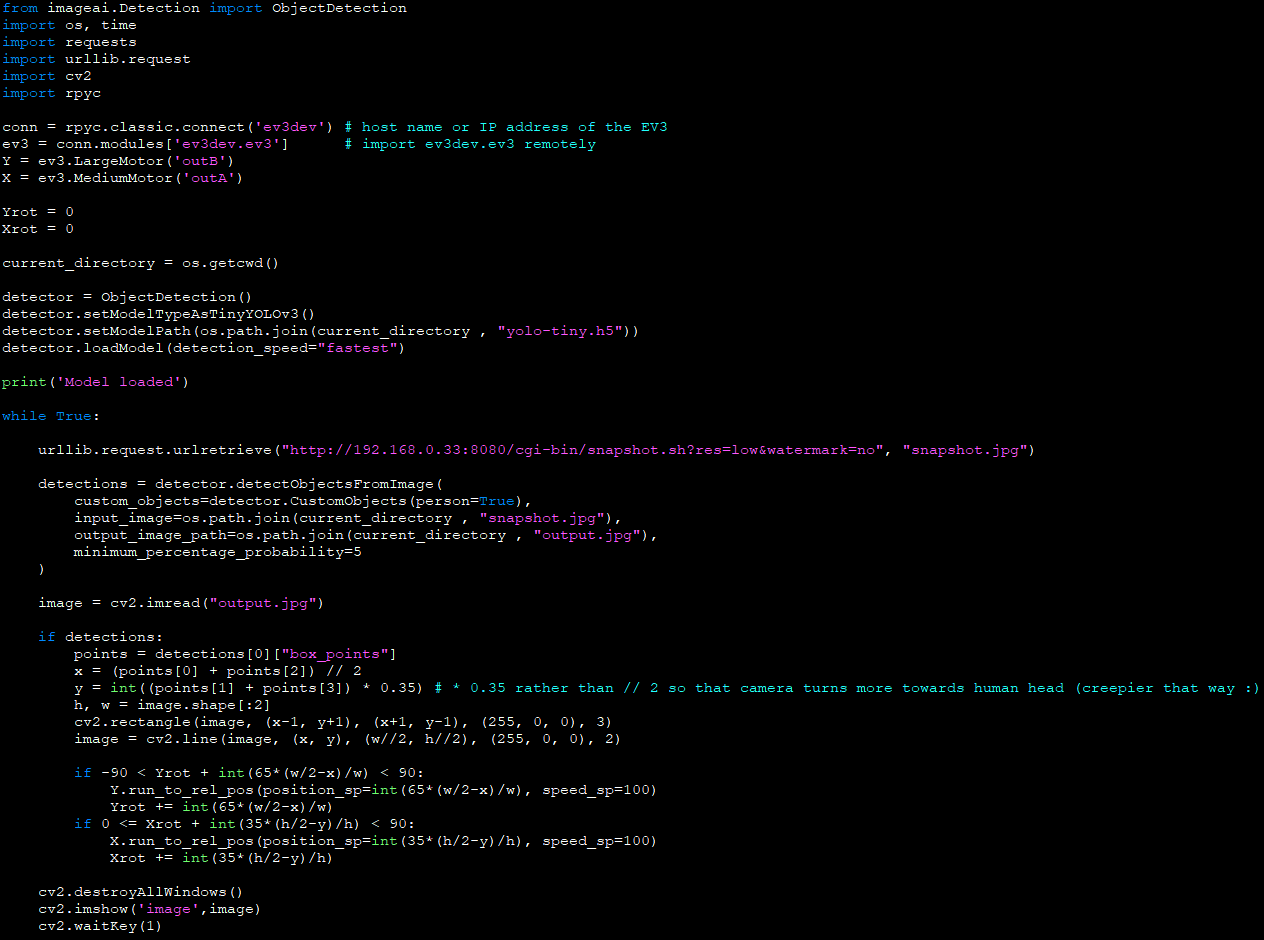 from imageai.Detection import ObjectDetection
import os, time
import requests
import urllib.request
import cv2
import rpyc

conn = rpyc.classic.connect('ev3dev') # host name or IP address of the EV3
ev3 = conn.modules['ev3dev.ev3']      # import ev3dev.ev3 remotely
Y = ev3.LargeMotor('outB')
X = ev3.MediumMotor('outA')

Yrot = 0
Xrot = 0

current_directory = os.getcwd()

detector = ObjectDetection()
detector.setModelTypeAsTinyYOLOv3()
detector.setModelPath(os.path.join(current_directory , "yolo-tiny.h5"))
detector.loadModel(detection_speed="fastest")

print('Model loaded')

while True:

    urllib.request.urlretrieve("http://192.168.0.33:8080/cgi-bin/snapshot.sh?res=low&watermark=no", "snapshot.jpg")

    detections = detector.detectObjectsFromImage(
        custom_objects=detector.CustomObjects(person=True),
        input_image=os.path.join(current_directory , "snapshot.jpg"),
        output_image_path=os.path.join(current_directory , "output.jpg"),
        minimum_percentage_probability=5
    )

    image = cv2.imread("output.jpg")

    if detections:
        points = detections[0]["box_points"]
        x = (points[0] + points[2]) // 2
        y = int((points[1] + points[3]) * 0.35) # * 0.35 rather than // 2 so that camera turns more towards human head (creepier that way :)
        h, w = image.shape[:2]
        cv2.rectangle(image, (x-1, y+1), (x+1, y-1), (255, 0, 0), 3)
        image = cv2.line(image, (x, y), (w//2, h//2), (255, 0, 0), 2)

        if -90 < Yrot + int(65*(w/2-x)/w) < 90:
            Y.run_to_rel_pos(position_sp=int(65*(w/2-x)/w), speed_sp=100)
            Yrot += int(65*(w/2-x)/w)
        if 0 <= Xrot + int(35*(h/2-y)/h) < 90:
            X.run_to_rel_pos(position_sp=int(35*(h/2-y)/h), speed_sp=100)
            Xrot += int(35*(h/2-y)/h)

    cv2.destroyAllWindows()
    cv2.imshow('image',image)
    cv2.waitKey(1)